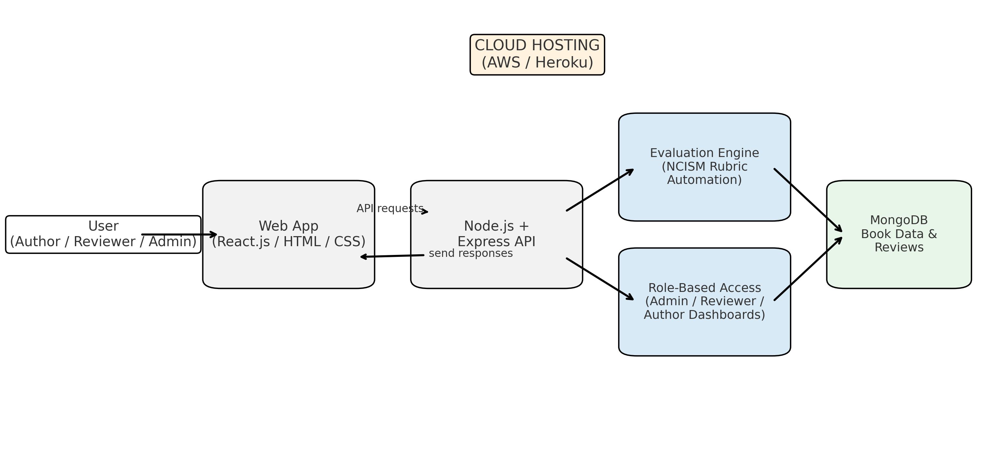 CLOUD HOSTING
(AWS / Heroku)
User
(Author / Reviewer / Admin)
Web App
(React.js / HTML / CSS)
API requests
Node.js +
Express API
send responses
Evaluation Engine
(NCISM Rubric
Automation)
Role-Based Access
(Admin / Reviewer /
Author Dashboards)
MongoDB
Book Data &
Reviews